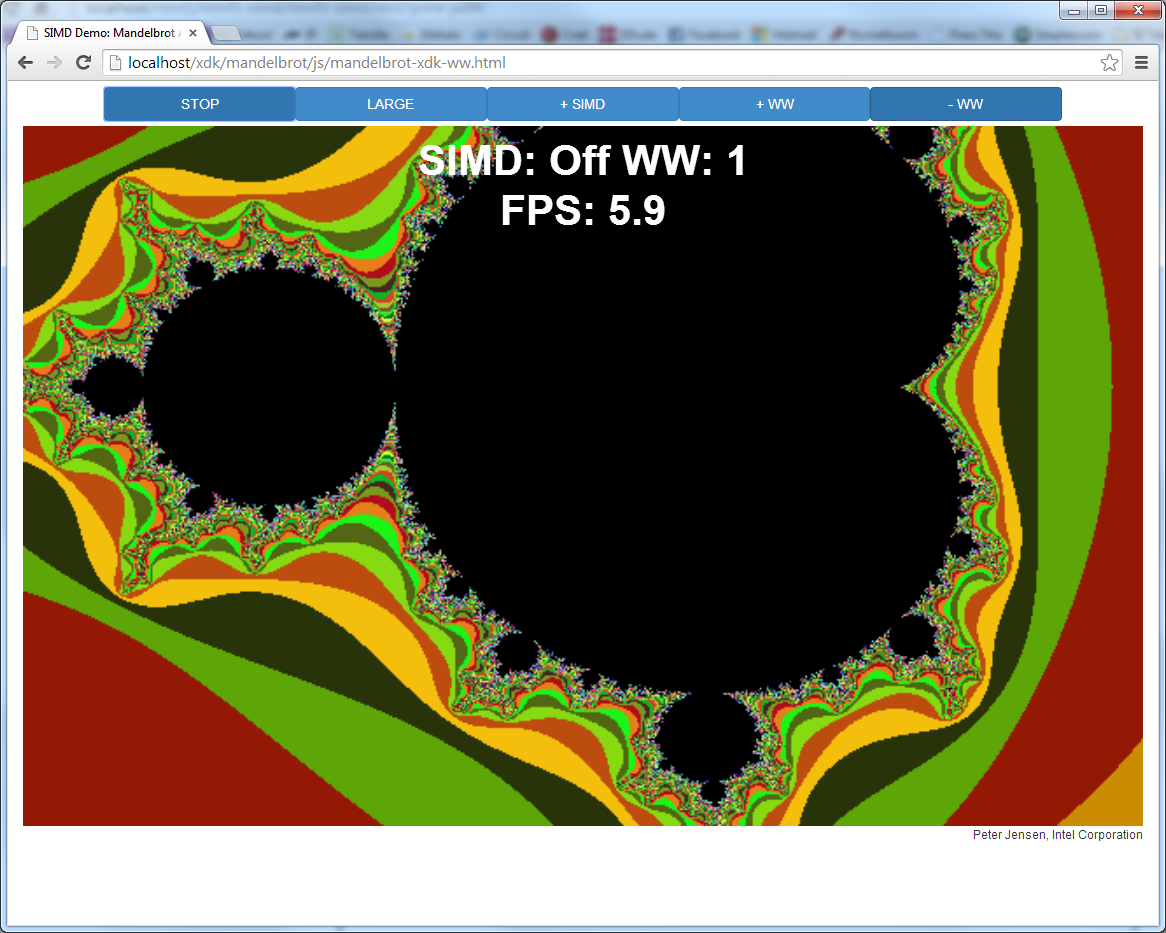 SIMD Demo: Mandelbrot
localhost/xdk/mandelbrot/js/mandelbrot-xdk-ww.html
STOP LARGE + SIMD + WW - WW
SIMD: Off WW: 1
FPS: 5.9
Peter Jensen, Intel Corporation